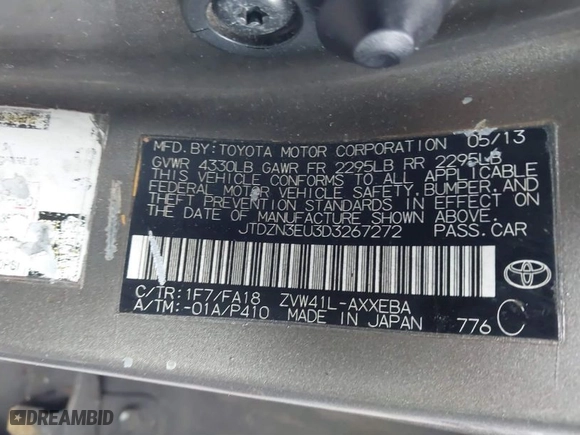 MFD. BY: TOYOTA MOTOR CORPORATION 05/13
GVWR 4330LB GAWR FR 2295LB RR 2295LB
THIS VEHICLE CONFORMS TO ALL APPLICABLE
FEDERAL MOTOR VEHICLE SAFETY, BUMPER, AND
THEFT PREVENTION STANDARDS IN EFFECT ON
THE DATE OF MANUFACTURE SHOWN ABOVE.
JTDZN3EU3D3267272 PASS.CAR
C/TR:1F7/FA18 ZVW41L-AXXEBA
A/TM:-01A/P410 MADE IN JAPAN 776 C
TOYOTA
DREAMBID